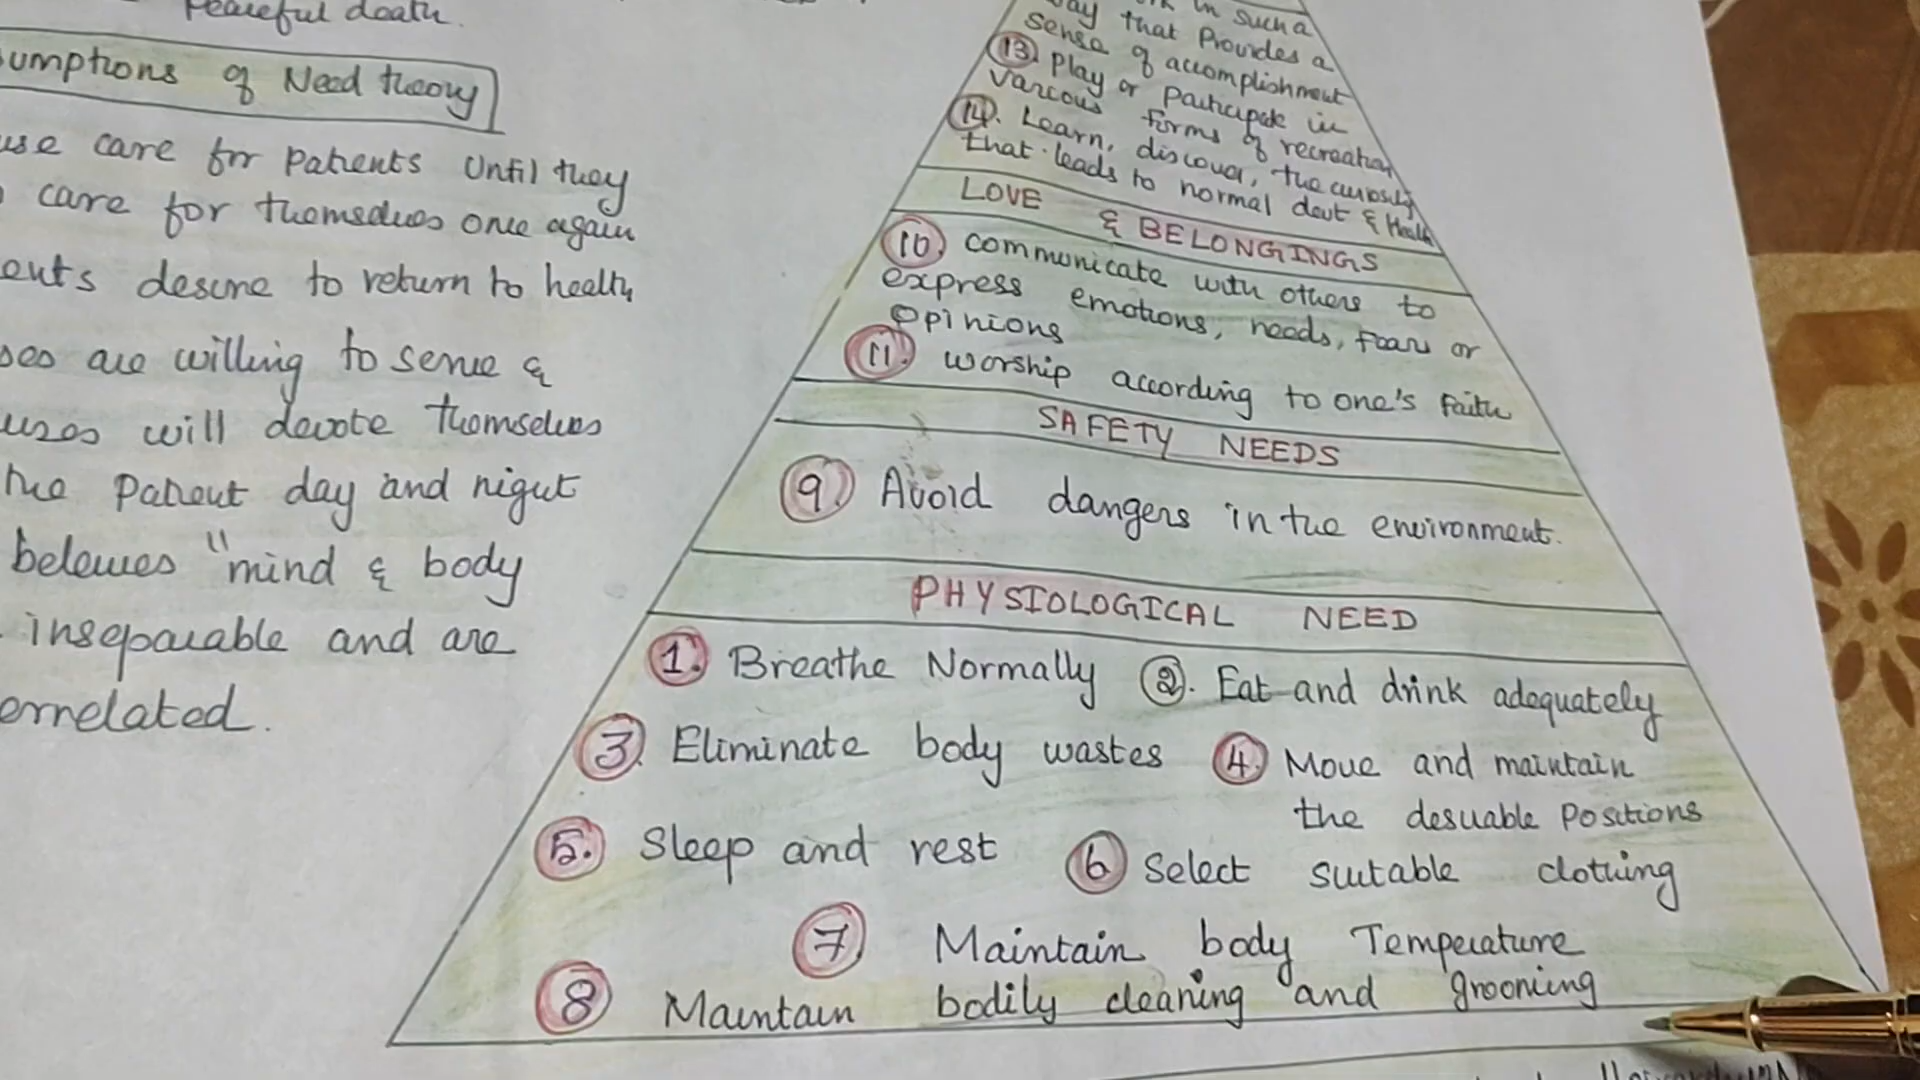 Peaceful death.
umptions of Need theory
use care for patients Until they
care for themselves once again
ents desire to return to health
ses are willing to serve &
urses will devote themselves
the Patient day and night
believes "mind & body
inseparable and are
errelated.
in such a
way that Provides a
sense of accomplishment
13. Play or Participate in
various forms of recreation
14. Learn, discover, the curiosity
that leads to normal devt & Health
LOVE & BELONGINGS
10. communicate with others to
express emotions, needs, fears or
opinions
11. worship according to one's faith
SAFETY NEEDS
9. Avoid dangers in the environment.
PHYSIOLOGICAL NEED
1. Breathe Normally 2. Eat and drink adequately
3. Eliminate body wastes 4. Move and maintain
the desirable Positions
5. Sleep and rest 6 Select suitable clothing
7. Maintain body Temperature
8 Maintain bodily cleaning and grooming